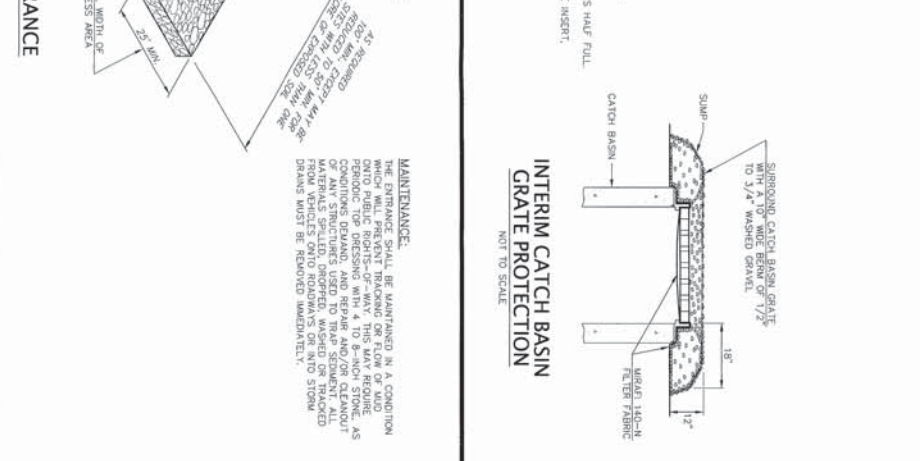 SURROUND CATCH BASIN GRATE
WITH A 10" WIDE BERM OF 1/2"
TO 3/4" WASHED GRAVEL
SUMP
CATCH BASIN
18"
12"
MIRAFI 140-N
FILTER FABRIC
INTERIM CATCH BASIN
GRATE PROTECTION
NOT TO SCALE
S HALF FULL.
INSERT.
AS REQUIRED
100' MIN., EXCEPT MAY BE
REDUCED TO 50' MIN. FOR
SITES WITH LESS THAN ONE
OF EXPOSED SOIL
25' MIN.
WIDTH OF
ESS AREA
RANCE
MAINTENANCE:
THE ENTRANCE SHALL BE MAINTAINED IN A CONDITION
WHICH WILL PREVENT TRACKING OR FLOW OF MUD
ONTO PUBLIC RIGHTS-OF-WAY. THIS MAY REQUIRE
PERIODIC TOP DRESSING WITH 4 TO 8-INCH STONE, AS
CONDITIONS DEMAND, AND REPAIR AND/OR CLEANOUT
OF ANY STRUCTURES USED TO TRAP SEDIMENT. ALL
MATERIALS SPILLED, DROPPED, WASHED OR TRACKED
FROM VEHICLES ONTO ROADWAYS OR INTO STORM
DRAINS MUST BE REMOVED IMMEDIATELY.